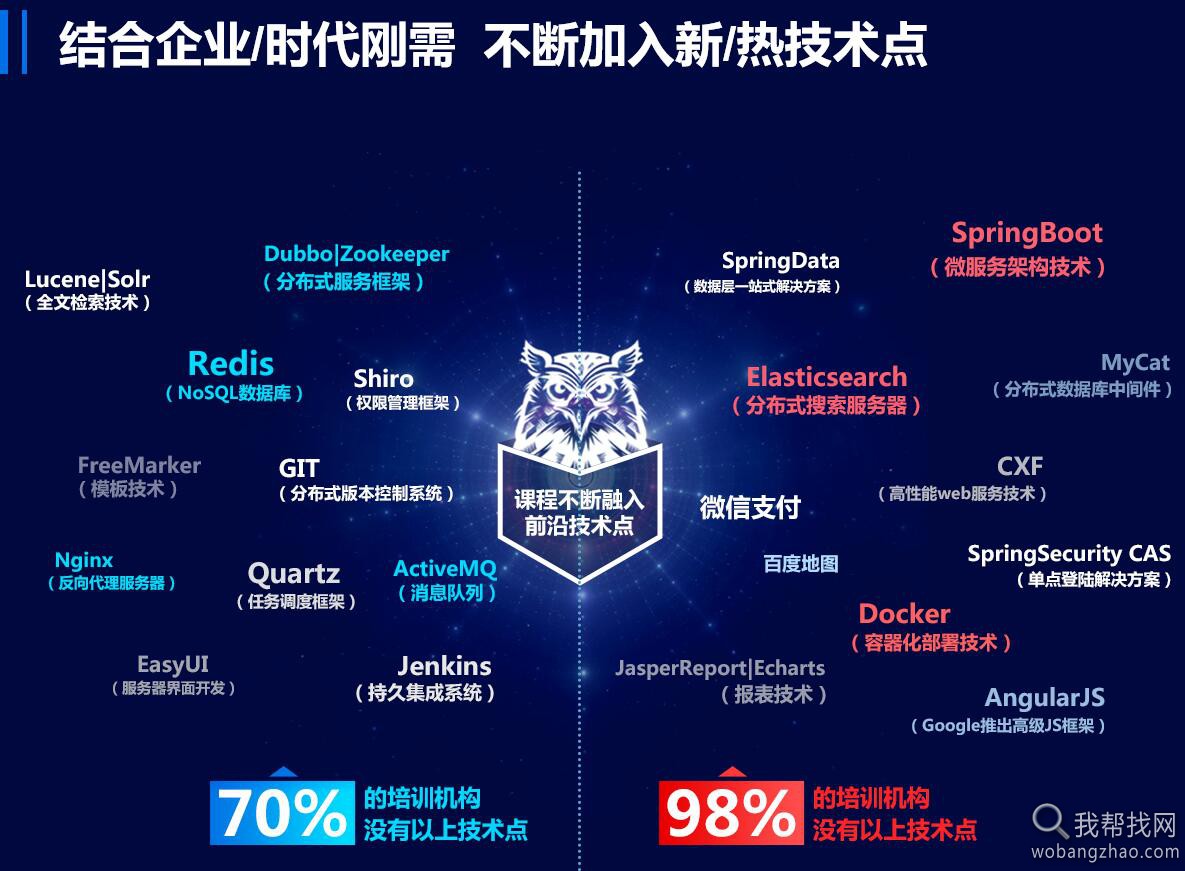 结合企业/时代刚需 不断加入新/热技术点
Lucene|Solr
（全文检索技术）
Dubbo|Zookeeper
（分布式服务框架）
Redis
（NoSQL数据库）
Shiro
（权限管理框架）
FreeMarker
（模板技术）
GIT
（分布式版本控制系统）
Nginx
（反向代理服务器）
Quartz
（任务调度框架）
ActiveMQ
（消息队列）
EasyUI
（服务器界面开发）
Jenkins
（持久集成系统）
课程不断融入
前沿技术点
SpringData
（数据层一站式解决方案）
SpringBoot
（微服务架构技术）
Elasticsearch
（分布式搜索服务器）
MyCat
（分布式数据库中间件）
CXF
（高性能web服务技术）
微信支付
百度地图
SpringSecurity CAS
（单点登陆解决方案）
Docker
（容器化部署技术）
JasperReport|Echarts
（报表技术）
AngularJS
（Google推出高级JS框架）
70%
的培训机构
没有以上技术点
98%
的培训机构
没有以上技术点
我帮找网
wobangzhao.com